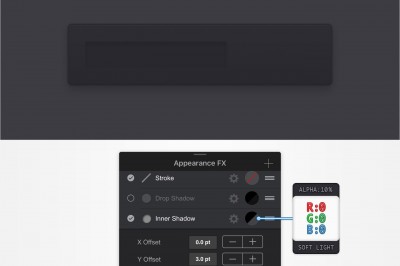 Appearance FX
Stroke
Drop Shadow
Inner Shadow
X Offset
0.0 pt
Y Offset
3.0 pt
ALPHA:10%
R:0
G:0
B:0
SOFT LIGHT